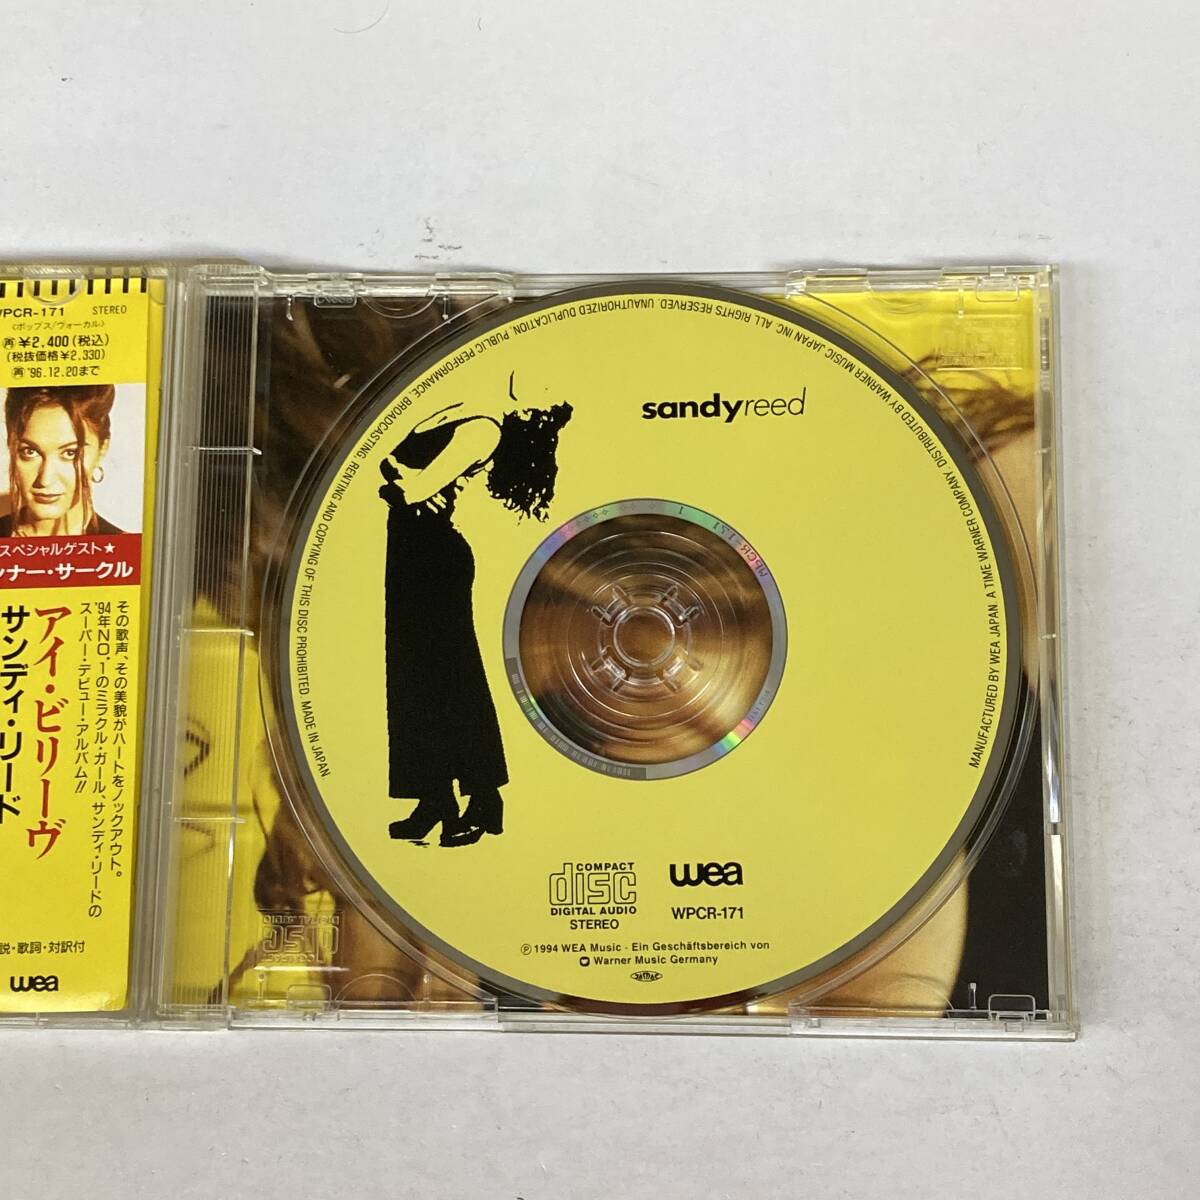 WPCR-171 STEREO
〈ポップス/ヴォーカル〉
¥2,400(税込)
(税抜価格¥2,330)
'96.12.20まで
スペシャルゲスト★
ンナー・サークル
その歌声、その美貌がハートをノックアウト。
'94年NO.1のミラクル・ガール、サンディ・リードの
スーパー・デビュー・アルバム!!
アイ・ビリーヴ
サンディ・リード
説・歌詞・対訳付
wea
sandyreed
MANUFACTURED BY WEA JAPAN. A TIME WARNER COMPANY. DISTRIBUTED BY WARNER MUSIC JAPAN INC. ALL RIGHTS RESERVED. UNAUTHORIZED DUPLICATION, PUBLIC PERFORMANCE, BROADCASTING, RENTING AND COPYING OF THIS DISC PROHIBITED. MADE IN JAPAN.
WPCR-171 1
COMPACT
disc
DIGITAL AUDIO
STEREO
wea
WPCR-171
Ⓟ 1994 WEA Music · Ein Geschäftsbereich von
Warner Music Germany
JASRAC